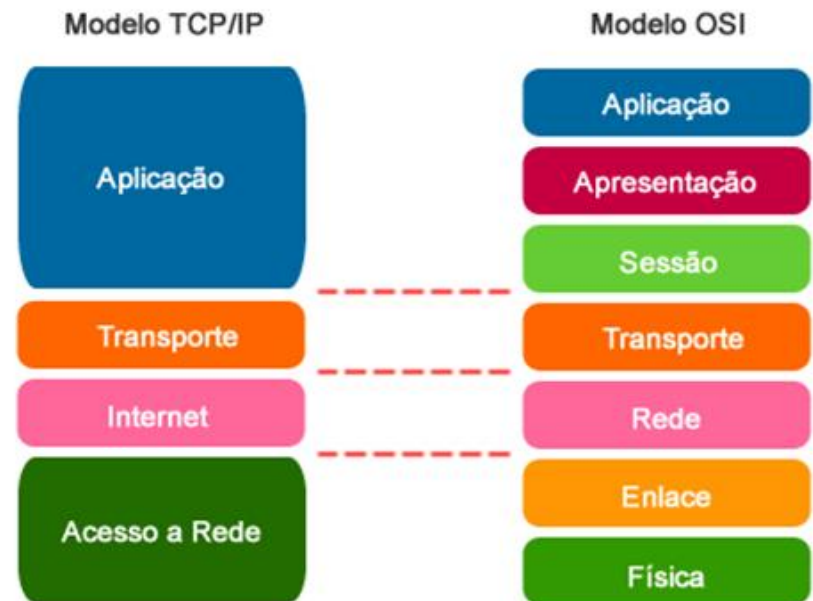 Modelo TCP/IP
Aplicação
Transporte
Internet
Acesso a Rede
Modelo OSI
Aplicação
Apresentação
Sessão
Transporte
Rede
Enlace
Física